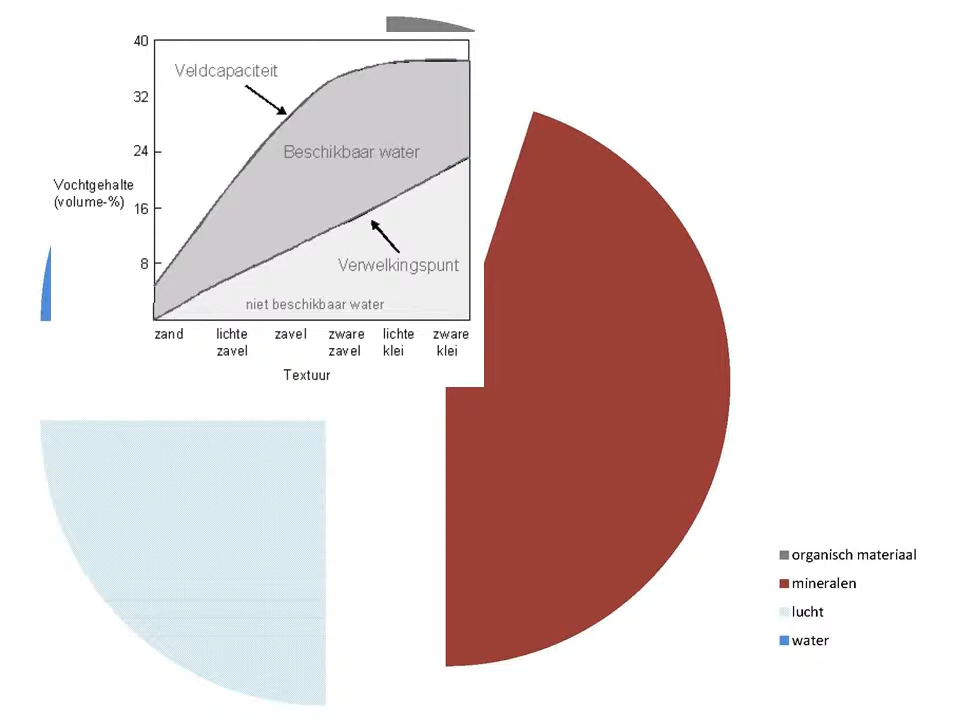 40
Veldcapaciteit
32
24
Beschikbaar water
Vochtgehalte
(volume-%)
16
8
Verwelkingspunt
niet beschikbaar water
zand lichte zavel zware lichte zware
zavel zavel klei klei
Textuur
organisch materiaal
mineralen
lucht
water